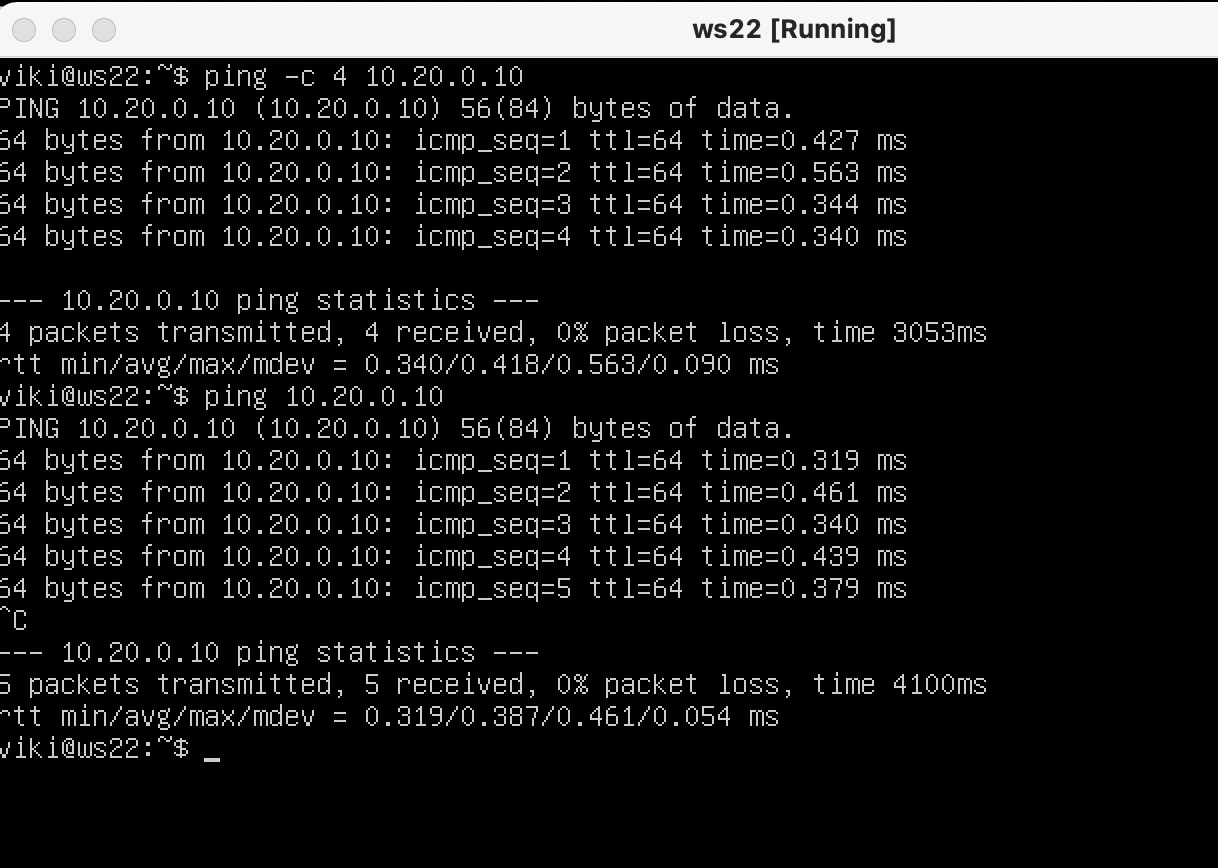 ws22 [Running]
viki@ws22:~$ ping -c 4 10.20.0.10
PING 10.20.0.10 (10.20.0.10) 56(84) bytes of data.
64 bytes from 10.20.0.10: icmp_seq=1 ttl=64 time=0.427 ms
64 bytes from 10.20.0.10: icmp_seq=2 ttl=64 time=0.563 ms
64 bytes from 10.20.0.10: icmp_seq=3 ttl=64 time=0.344 ms
64 bytes from 10.20.0.10: icmp_seq=4 ttl=64 time=0.340 ms

--- 10.20.0.10 ping statistics ---
4 packets transmitted, 4 received, 0% packet loss, time 3053ms
rtt min/avg/max/mdev = 0.340/0.418/0.563/0.090 ms
viki@ws22:~$ ping 10.20.0.10
PING 10.20.0.10 (10.20.0.10) 56(84) bytes of data.
64 bytes from 10.20.0.10: icmp_seq=1 ttl=64 time=0.319 ms
64 bytes from 10.20.0.10: icmp_seq=2 ttl=64 time=0.461 ms
64 bytes from 10.20.0.10: icmp_seq=3 ttl=64 time=0.340 ms
64 bytes from 10.20.0.10: icmp_seq=4 ttl=64 time=0.439 ms
64 bytes from 10.20.0.10: icmp_seq=5 ttl=64 time=0.379 ms
^C
--- 10.20.0.10 ping statistics ---
5 packets transmitted, 5 received, 0% packet loss, time 4100ms
rtt min/avg/max/mdev = 0.319/0.387/0.461/0.054 ms
viki@ws22:~$ _